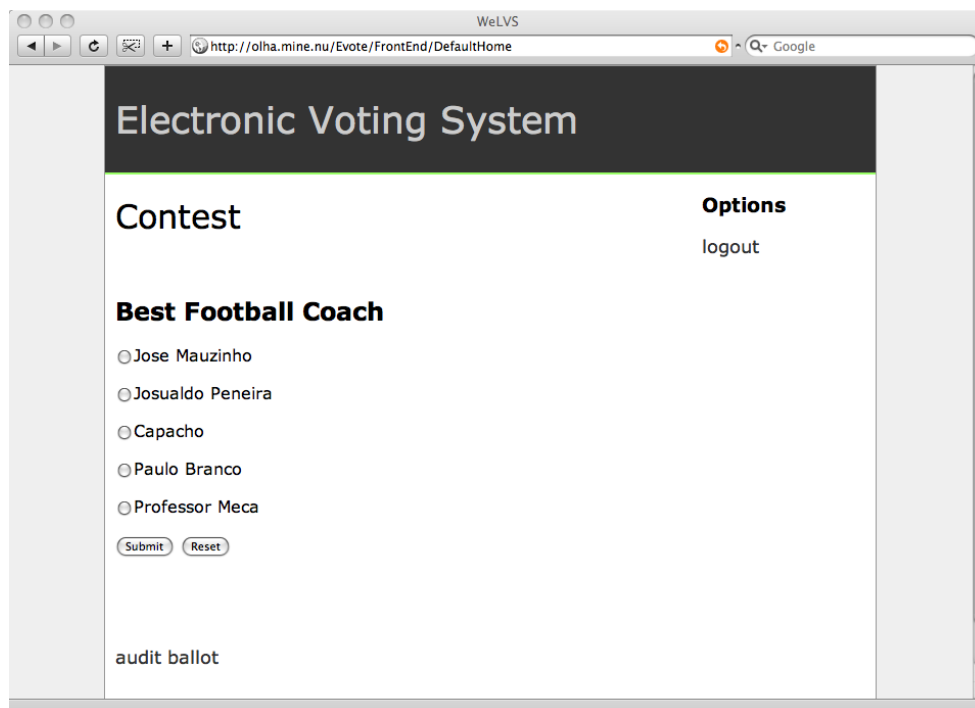 WeLVS
http://olha.mine.nu/Evote/FrontEnd/DefaultHome
Google
Electronic Voting System
Contest
Options
logout
Best Football Coach
Jose Mauzinho
Josualdo Peneira
Capacho
Paulo Branco
Professor Meca
Submit Reset
audit ballot